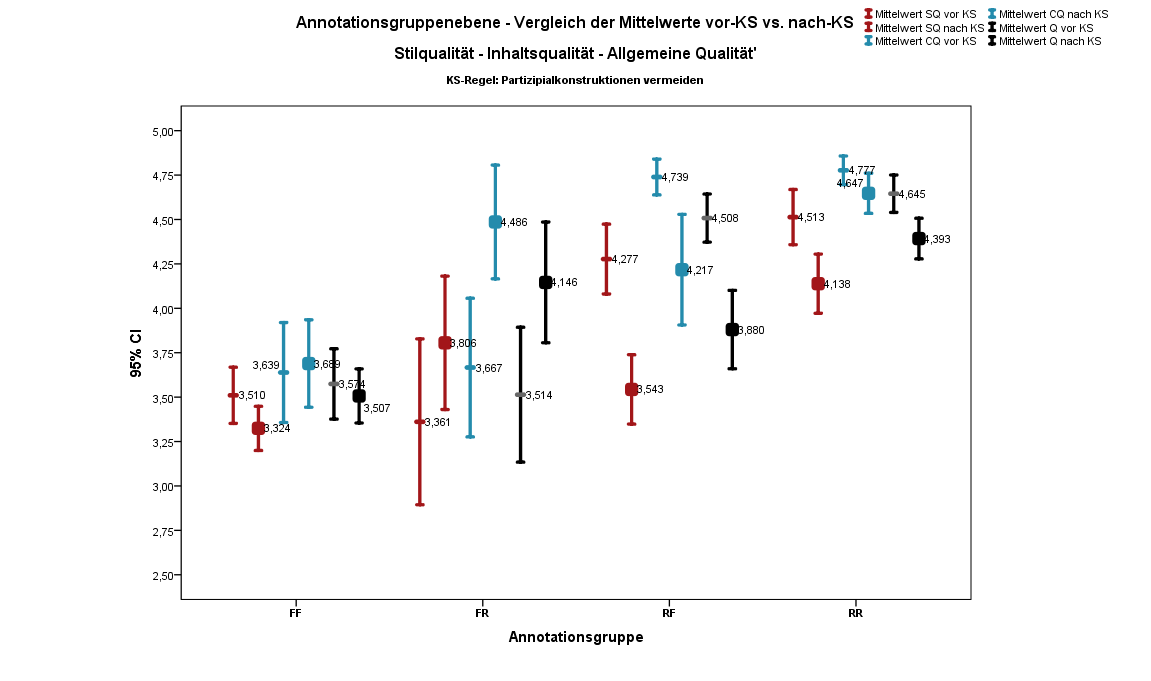 Annotationsgruppenebene - Vergleich der Mittelwerte vor-KS vs. nach-KS
Stilqualität - Inhaltsqualität - Allgemeine Qualität'
KS-Regel: Partizipialkonstruktionen vermeiden
Mittelwert SQ vor KS
Mittelwert SQ nach KS
Mittelwert CQ vor KS
Mittelwert CQ nach KS
Mittelwert Q vor KS
Mittelwert Q nach KS
95% CI
5,00
4,75
4,50
4,25
4,00
3,75
3,50
3,25
3,00
2,75
2,50
3,510
3,324
3,639
3,689
3,574
3,507
3,361
3,806
3,667
4,486
3,514
4,146
4,277
3,543
4,739
4,217
4,508
3,880
4,513
4,138
4,777
4,647
4,645
4,393
FF
FR
RF
RR
Annotationsgruppe